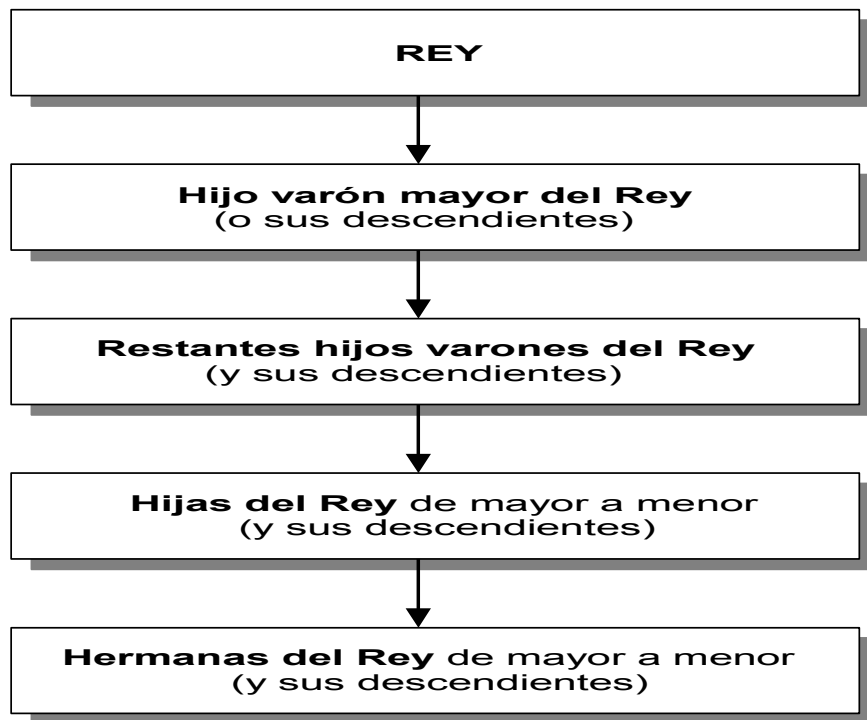 REY
Hijo varón mayor del Rey
(o sus descendientes)
Restantes hijos varones del Rey
(y sus descendientes)
Hijas del Rey de mayor a menor
(y sus descendientes)
Hermanas del Rey de mayor a menor
(y sus descendientes)